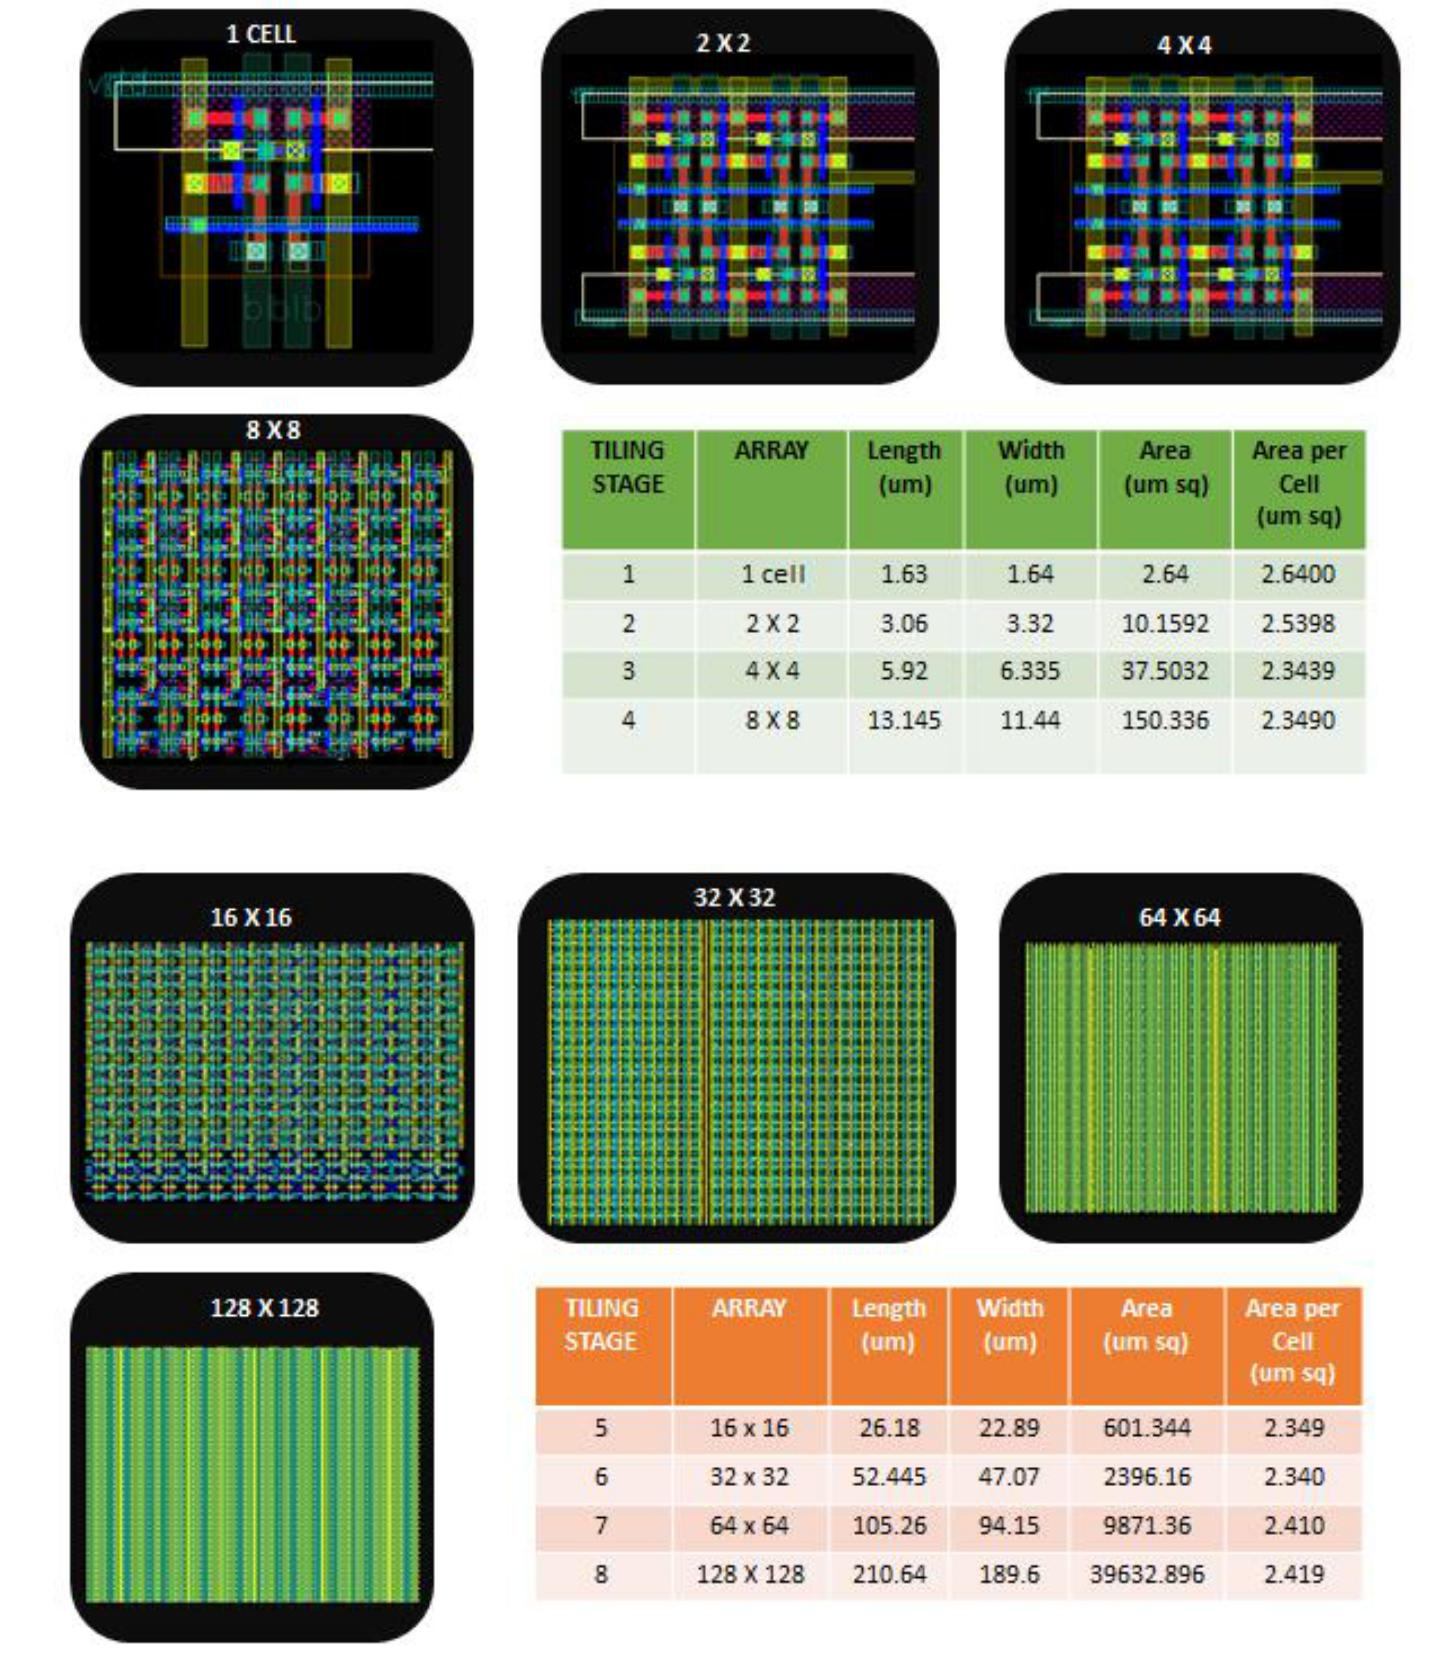 1 CELL
2 X 2
4 X 4
vdd
blblb
8 X 8
TILING STAGE ARRAY Length (um) Width (um) Area (um sq) Area per Cell (um sq)
1 1 cell 1.63 1.64 2.64 2.6400
2 2 X 2 3.06 3.32 10.1592 2.5398
3 4 X 4 5.92 6.335 37.5032 2.3439
4 8 X 8 13.145 11.44 150.336 2.3490
16 X 16
32 X 32
64 X 64
128 X 128
TILING STAGE ARRAY Length (um) Width (um) Area (um sq) Area per Cell (um sq)
5 16 x 16 26.18 22.89 601.344 2.349
6 32 x 32 52.445 47.07 2396.16 2.340
7 64 x 64 105.26 94.15 9871.36 2.410
8 128 X 128 210.64 189.6 39632.896 2.419